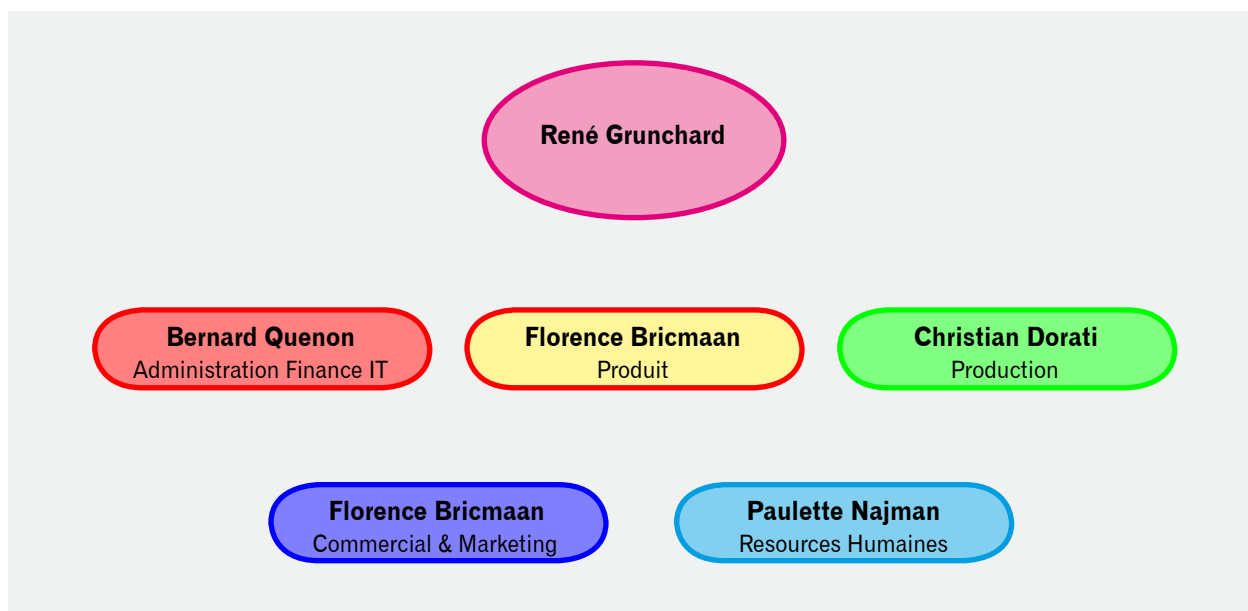 René Grunchard
Bernard Quenon
Administration Finance IT
Florence Bricmaan
Produit
Christian Dorati
Production
Florence Bricmaan
Commercial & Marketing
Paulette Najman
Resources Humaines